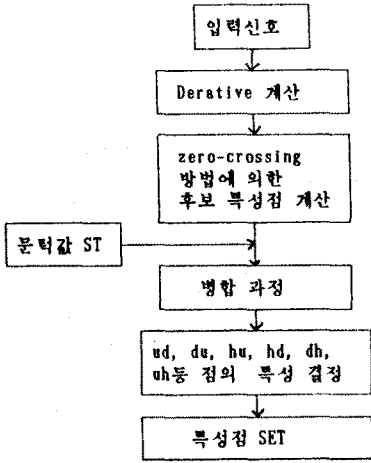 입력신호
Derative 계산
zero-crossing
방법에 의한
후보 특성점 계산
문턱값 ST
병합 과정
ud, du, hu, hd, dh,
uh등 점의 특성 결정
특성점 SET